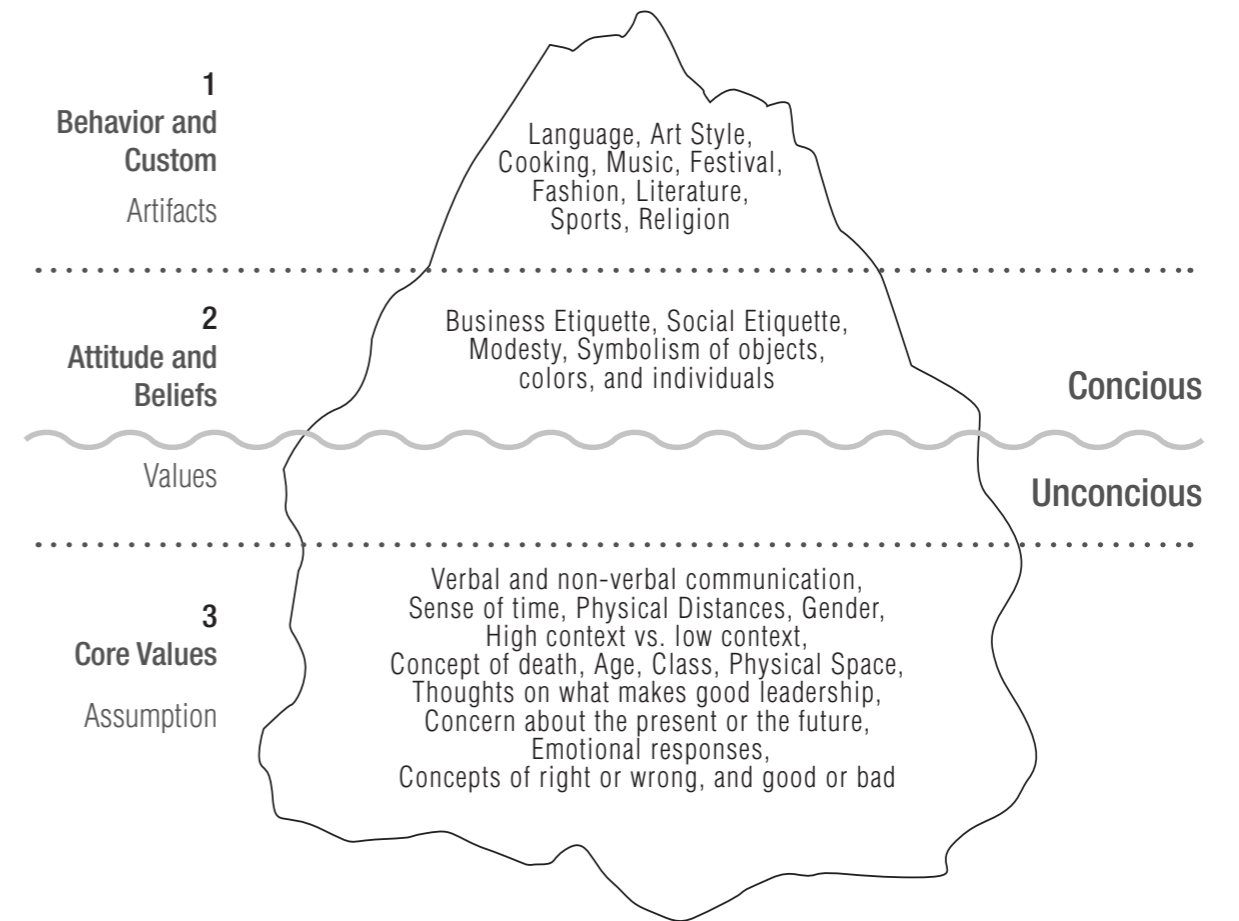 1
Behavior and
Custom
Artifacts
Language, Art Style,
Cooking, Music, Festival,
Fashion, Literature,
Sports, Religion
2
Attitude and
Beliefs
Business Etiquette, Social Etiquette,
Modesty, Symbolism of objects,
colors, and individuals
Concious
Values
Unconcious
3
Core Values
Assumption
Verbal and non-verbal communication,
Sense of time, Physical Distances, Gender,
High context vs. low context,
Concept of death, Age, Class, Physical Space,
Thoughts on what makes good leadership,
Concern about the present or the future,
Emotional responses,
Concepts of right or wrong, and good or bad